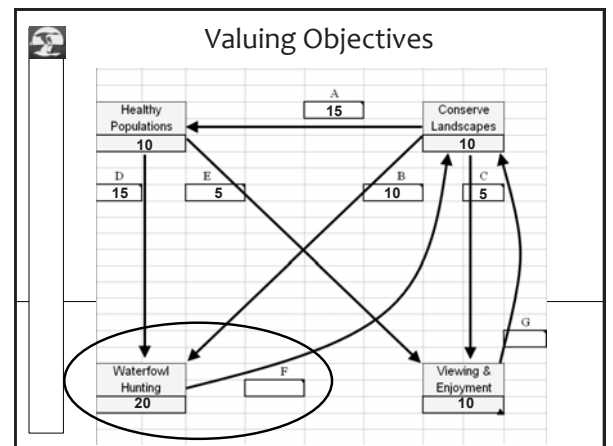 Valuing Objectives
A
15
Healthy
Populations
10
Conserve
Landscapes
10
D
15
E
5
B
10
C
5
G
F
Waterfowl
Hunting
20
Viewing &
Enjoyment
10